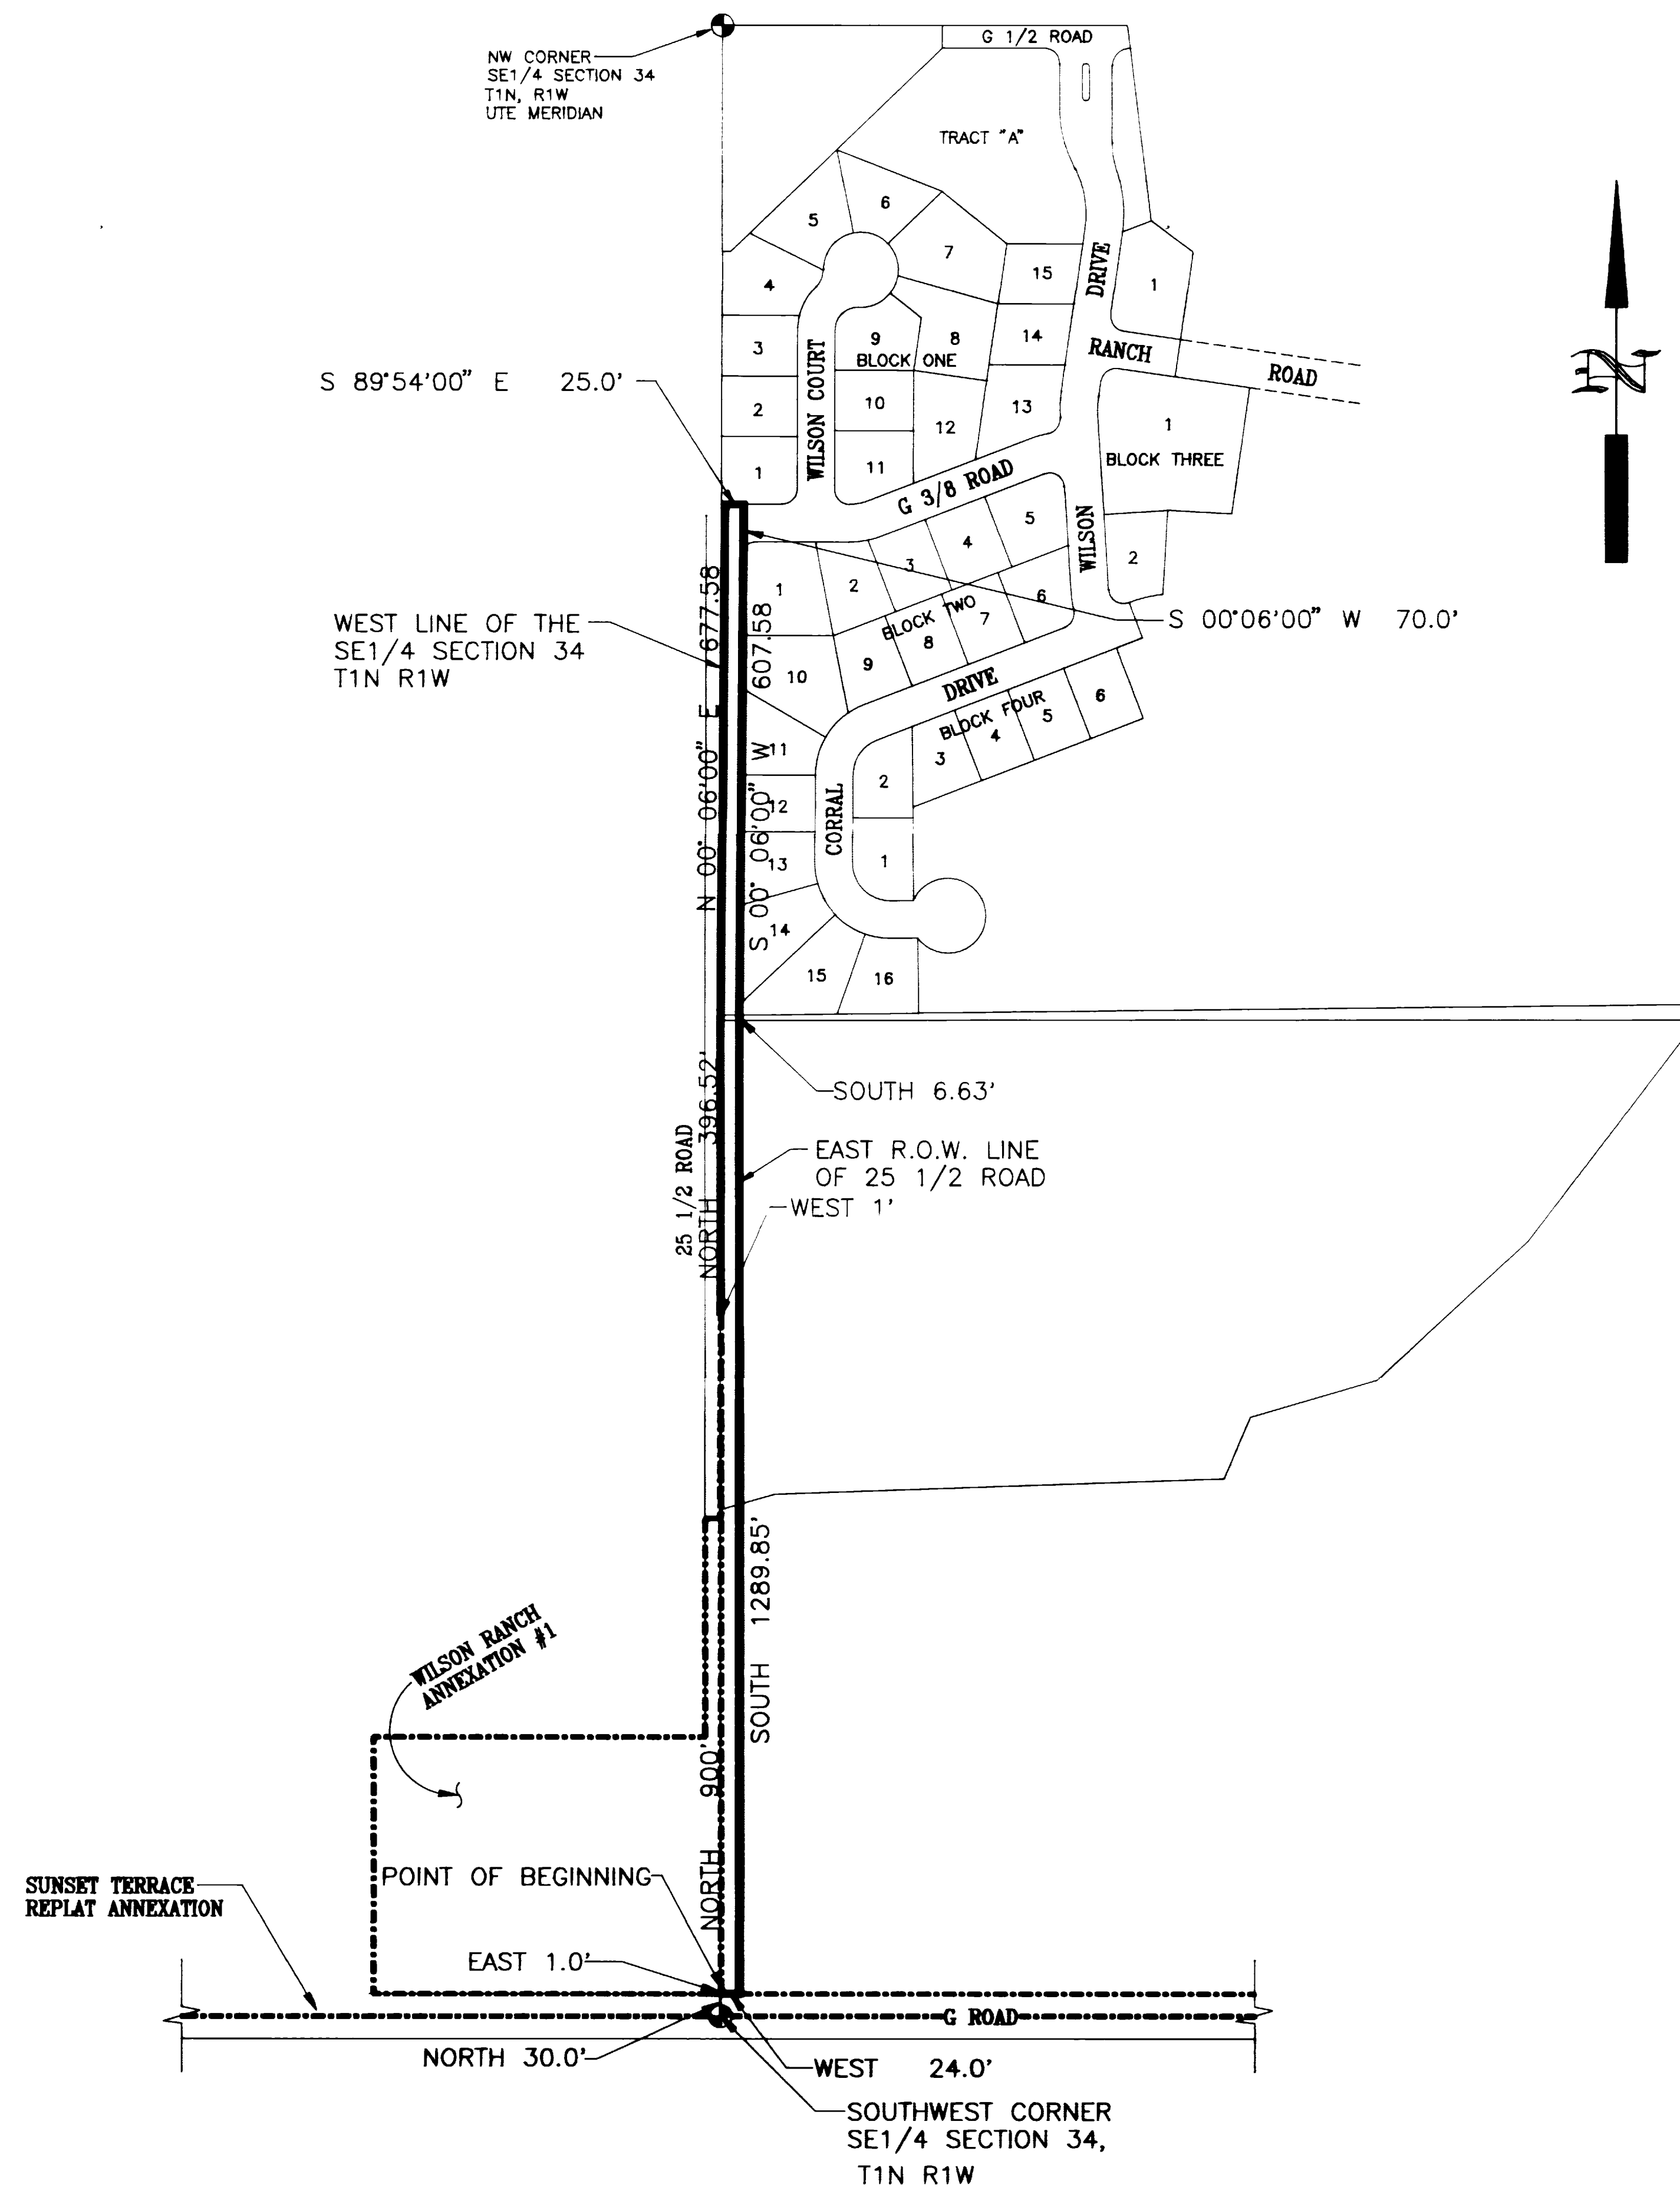 NW CORNER
SE1/4 SECTION 34
T1N, R1W
UTE MERIDIAN
G 1/2 ROAD
TRACT "A"
5
6
7
4
15
1
DRIVE
3
9
8
14
BLOCK ONE
RANCH
ROAD
WILSON COURT
S 89°54'00" E 25.0'
2
10
12
13
1
BLOCK THREE
1
11
G 3/8 ROAD
WILSON
2
1
2
3
4
5
6
BLOCK TWO
7
8
9
10
S 00°06'00" W 70.0'
WEST LINE OF THE
SE1/4 SECTION 34
T1N R1W
N 00° 06'00" E 677.58
S 00° 06'00" W 607.58
DRIVE
BLOCK FOUR
3
4
5
6
11
12
13
14
15
16
CORRAL
2
1
SOUTH 6.63'
EAST R.O.W. LINE
OF 25 1/2 ROAD
WEST 1'
25 1/2 ROAD
NORTH 396.52'
SOUTH 1289.85'
WILSON RANCH
ANNEXATION #1
NORTH 900'
POINT OF BEGINNING
SUNSET TERRACE
REPLAT ANNEXATION
EAST 1.0'
G ROAD
NORTH 30.0'
WEST 24.0'
SOUTHWEST CORNER
SE1/4 SECTION 34,
T1N R1W